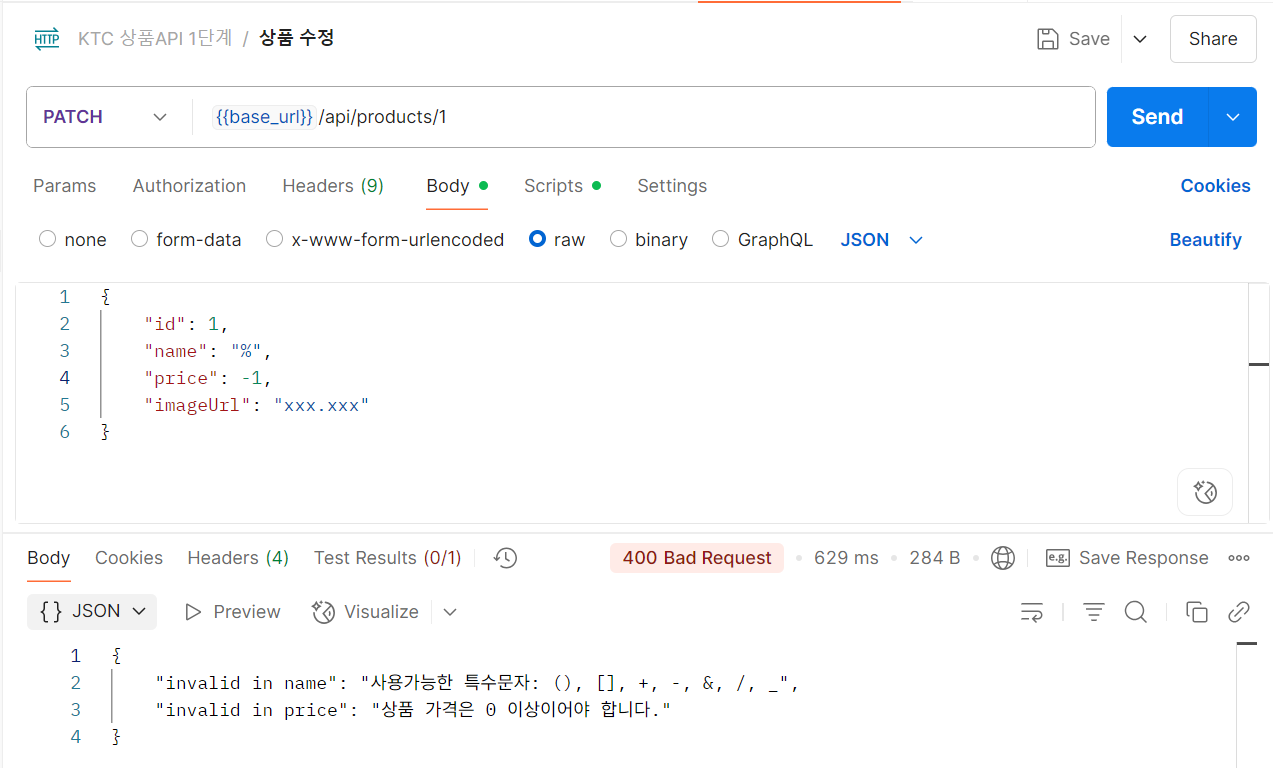 HTTP KTC 상품API 1단계 / 상품 수정 Save Share
PATCH {{base_url}} /api/products/1 Send
Params Authorization Headers (9) Body Scripts Settings Cookies
none form-data x-www-form-urlencoded raw binary GraphQL JSON Beautify
1 {
2 "id": 1,
3 "name": "%",
4 "price": -1,
5 "imageUrl": "xxx.xxx"
6 }
Body Cookies Headers (4) Test Results (0/1) 400 Bad Request 629 ms 284 B e.g. Save Response
{} JSON Preview Visualize
1 {
2 "invalid in name": "사용가능한 특수문자: (), [], +, -, &, /, _",
3 "invalid in price": "상품 가격은 0 이상이어야 합니다."
4 }